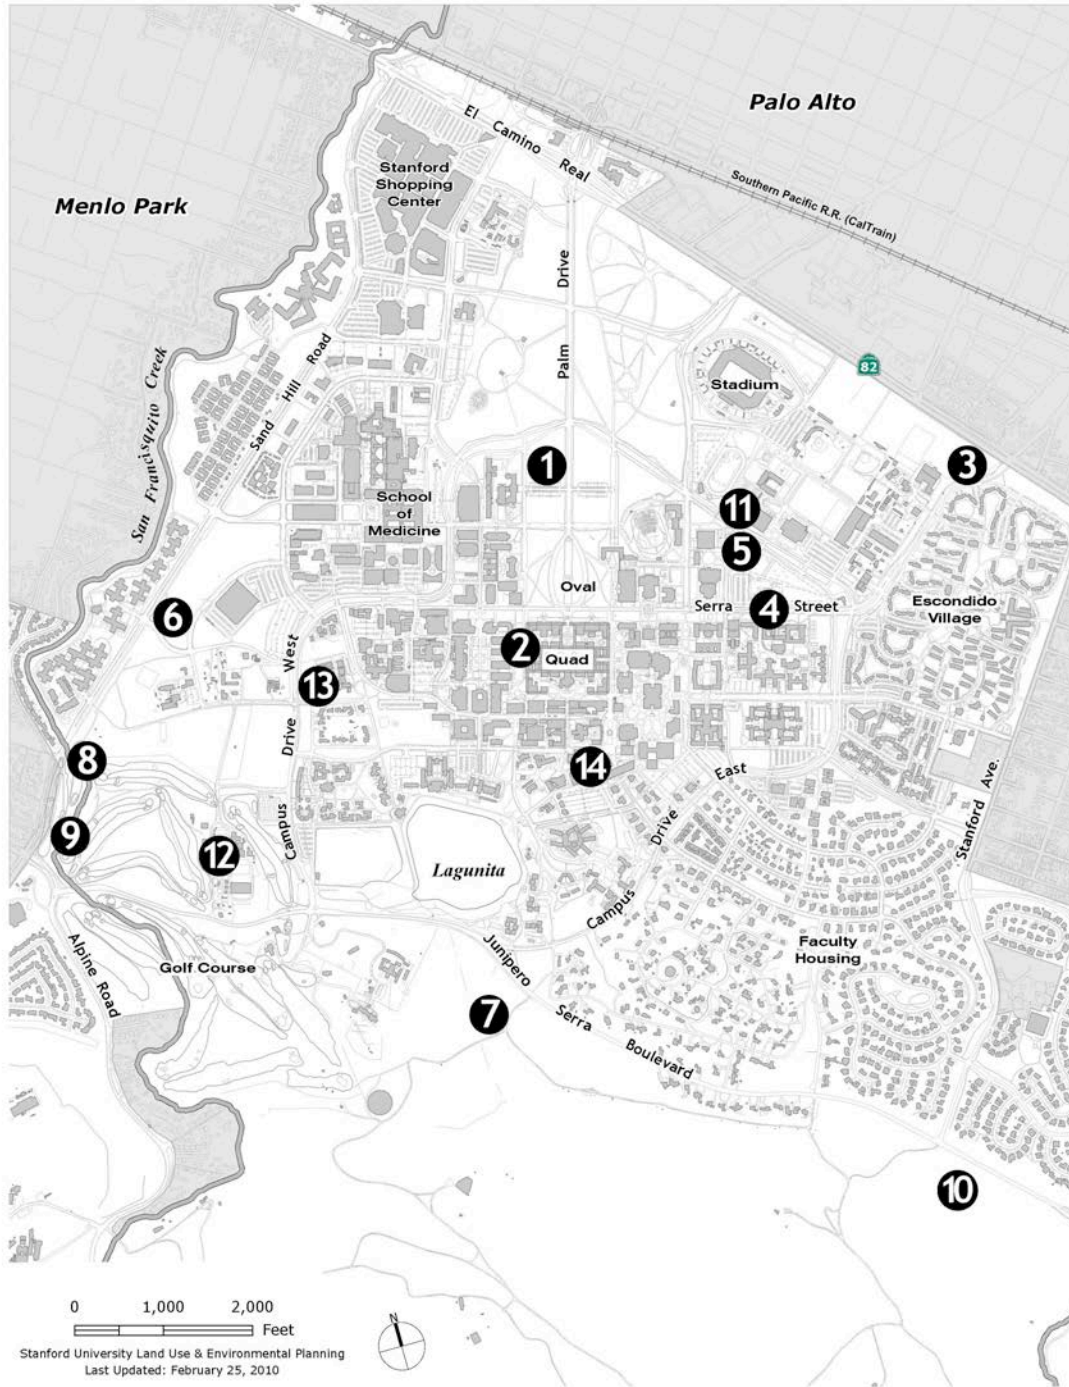 Palo Alto
El Camino Real
Stanford
Shopping
Center
Southern Pacific R.R. (CalTrain)
Menlo Park
Palm Drive
Sand Hill Road
San Francisquito Creek
82
Stadium
1
3
School
of
Medicine
11
5
Oval
4
Serra Street
Escondido
Village
6
2
Quad
13
8
14
Campus Drive West
Campus Drive East
Stanford Ave.
9
12
Lagunita
Faculty
Housing
Golf Course
Alpine Road
Junipero Serra Boulevard
7
10
0 1,000 2,000
Feet
N
Stanford University Land Use & Environmental Planning
Last Updated: February 25, 2010